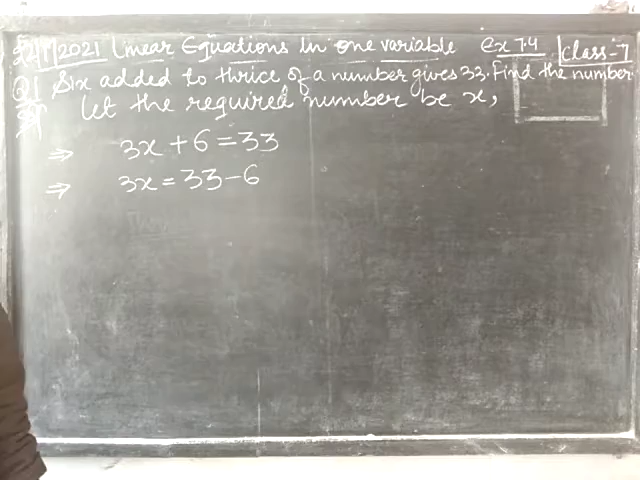 2021 Linear Equations in one variable ex 7.4 class-7
Q1 Six added to thrice of a number gives 33. Find the number
let the required number be x,
⇒ 3x + 6 = 33
⇒ 3x = 33 - 6